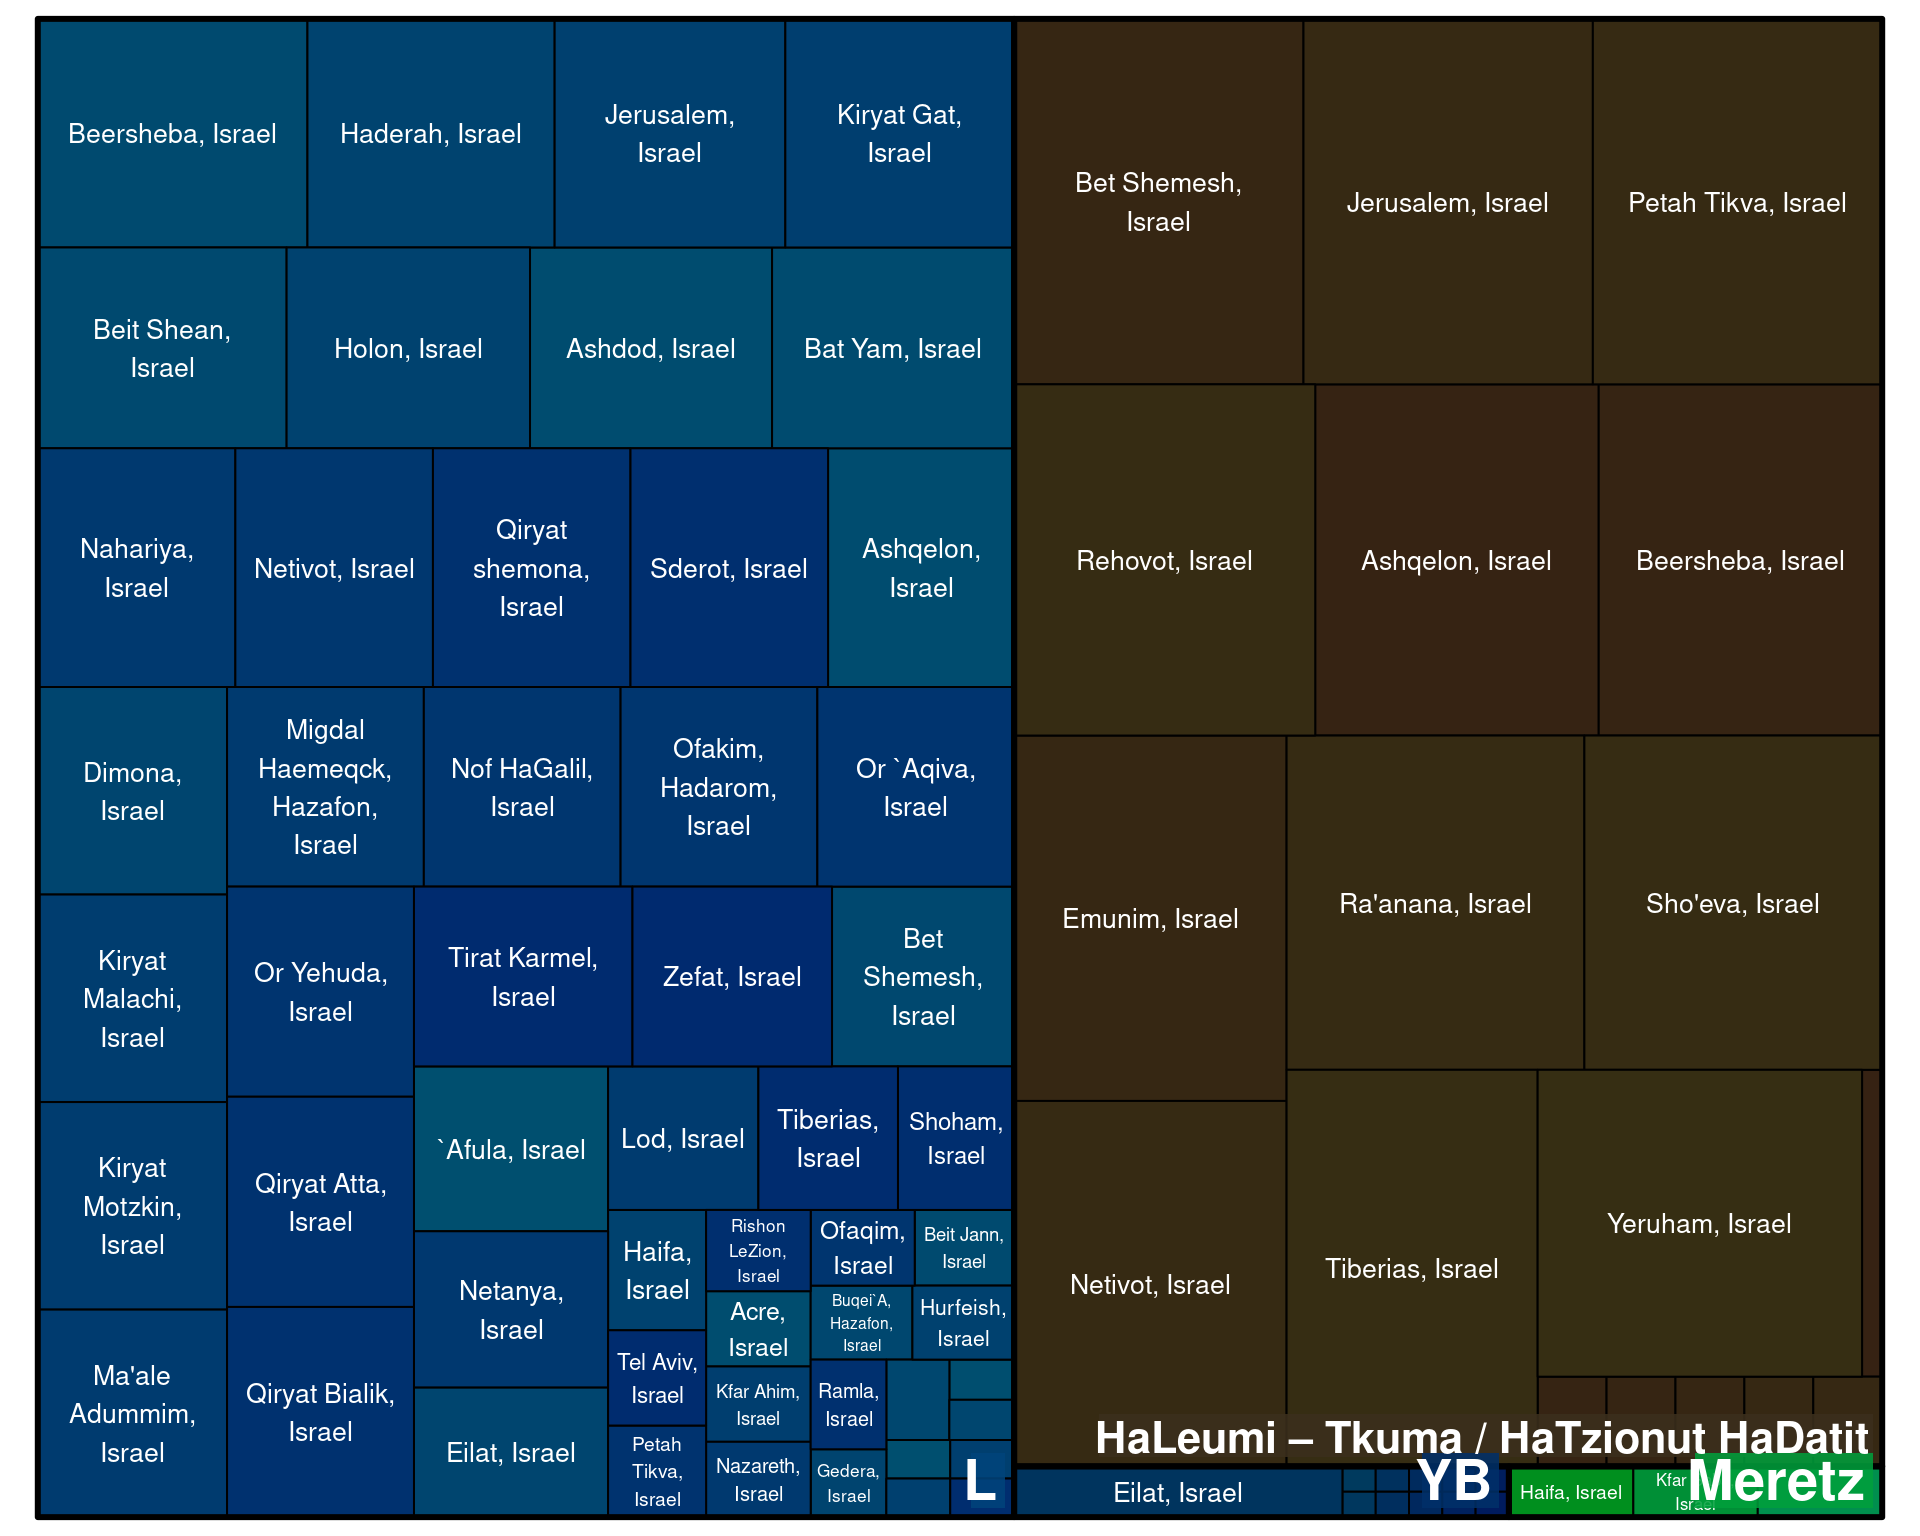 Beersheba, Israel
Haderah, Israel
Jerusalem,
Israel
Kiryat Gat,
Israel
Beit Shean,
Israel
Holon, Israel
Ashdod, Israel
Bat Yam, Israel
Nahariya,
Israel
Netivot, Israel
Qiryat
shemona,
Israel
Sderot, Israel
Ashqelon,
Israel
Dimona,
Israel
Migdal
Haemeqck,
Hazafon,
Israel
Nof HaGalil,
Israel
Ofakim,
Hadarom,
Israel
Or `Aqiva,
Israel
Kiryat
Malachi,
Israel
Or Yehuda,
Israel
Tirat Karmel,
Israel
Zefat, Israel
Bet
Shemesh,
Israel
Kiryat
Motzkin,
Israel
Qiryat Atta,
Israel
`Afula, Israel
Lod, Israel
Tiberias,
Israel
Shoham,
Israel
Ma'ale
Adummim,
Israel
Qiryat Bialik,
Israel
Netanya,
Israel
Eilat, Israel
Haifa,
Israel
Tel Aviv,
Israel
Petah
Tikva,
Israel
Rishon
LeZion,
Israel
Acre,
Israel
Kfar Ahim,
Israel
Nazareth,
Israel
Ofaqim,
Israel
Beit Jann,
Israel
Buqei`A,
Hazafon,
Israel
Hurfeish,
Israel
Ramla,
Israel
Gedera,
Israel
L
Bet Shemesh,
Israel
Jerusalem, Israel
Petah Tikva, Israel
Rehovot, Israel
Ashqelon, Israel
Beersheba, Israel
Emunim, Israel
Ra'anana, Israel
Sho'eva, Israel
Netivot, Israel
Tiberias, Israel
Yeruham, Israel
HaLeumi – Tkuma / HaTzionut HaDatit
Eilat, Israel
YB
Haifa, Israel
Kfar
Israel
Meretz